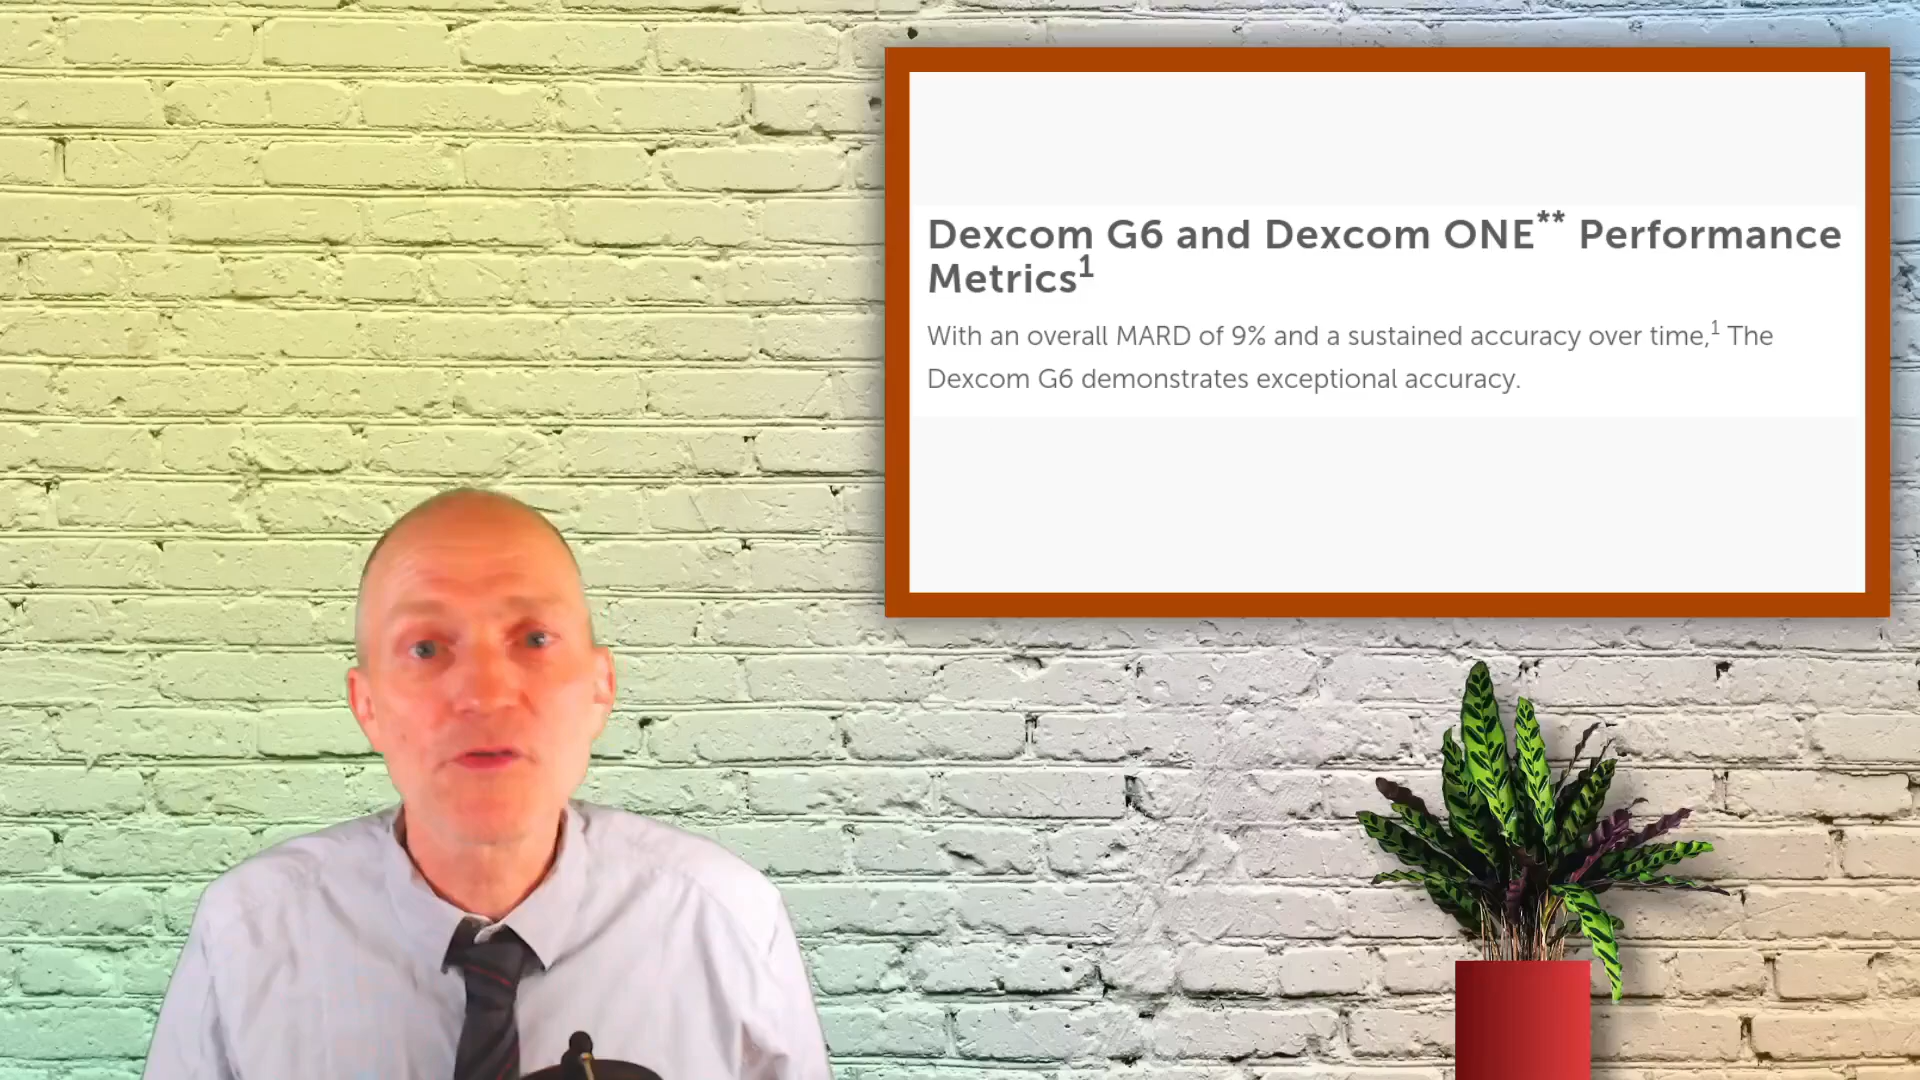 Dexcom G6 and Dexcom ONE** Performance
Metrics1
With an overall MARD of 9% and a sustained accuracy over time,1 The
Dexcom G6 demonstrates exceptional accuracy.